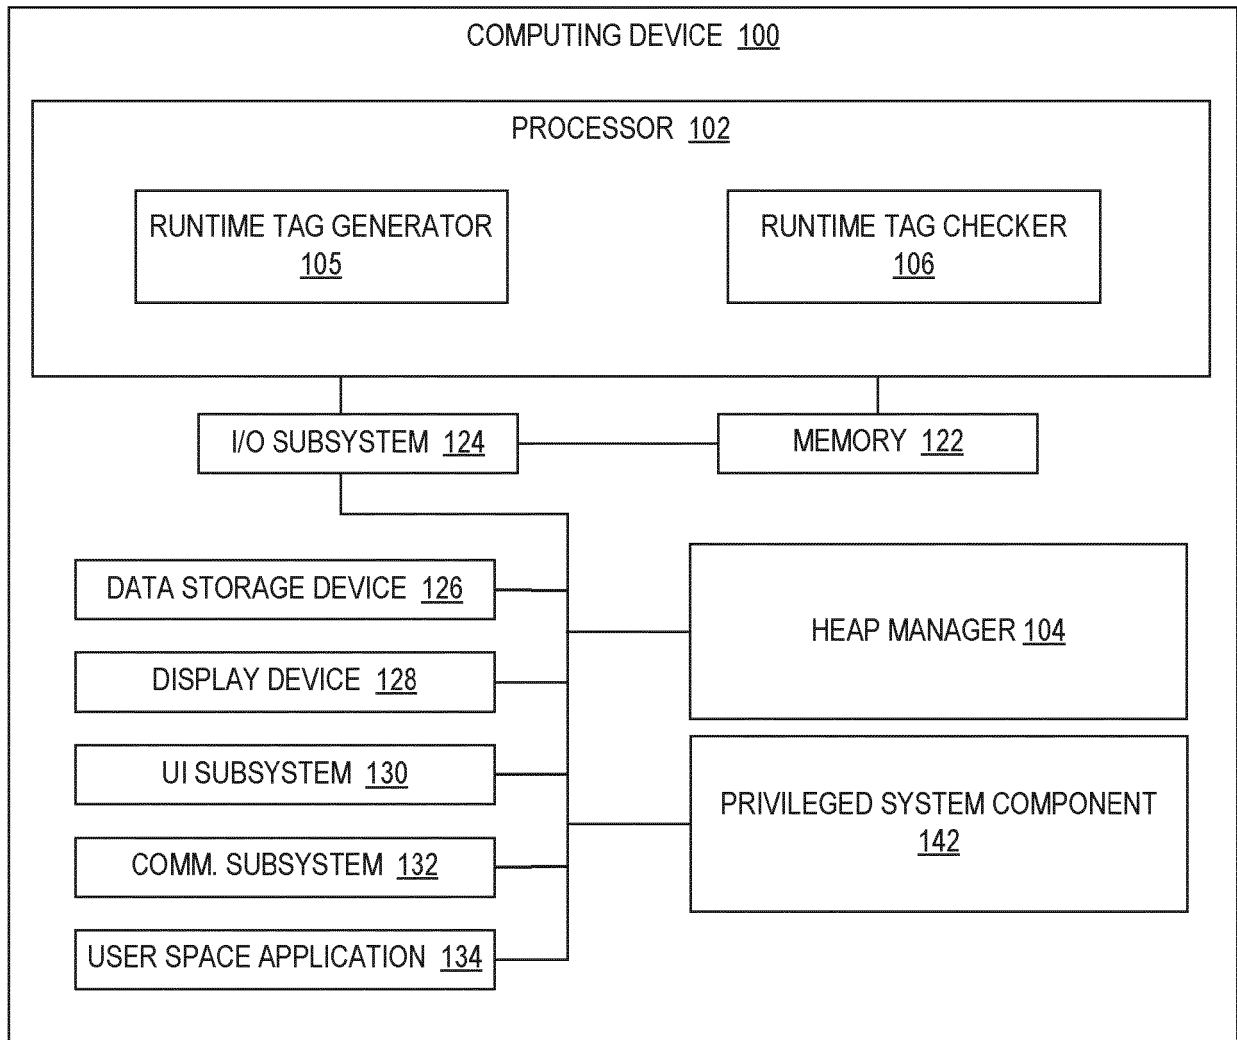 COMPUTING DEVICE 100
PROCESSOR 102
RUNTIME TAG GENERATOR
105
RUNTIME TAG CHECKER
106
I/O SUBSYSTEM 124
MEMORY 122
DATA STORAGE DEVICE 126
DISPLAY DEVICE 128
UI SUBSYSTEM 130
COMM. SUBSYSTEM 132
USER SPACE APPLICATION 134
HEAP MANAGER 104
PRIVILEGED SYSTEM COMPONENT
142